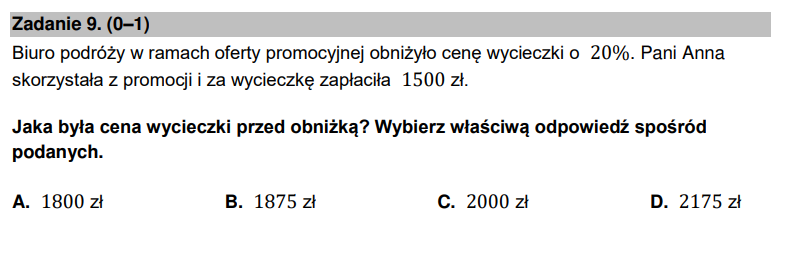 Zadanie 9. (0–1)
Biuro podróży w ramach oferty promocyjnej obniżyło cenę wycieczki o 20%. Pani Anna
skorzystała z promocji i za wycieczkę zapłaciła 1500 zł.
Jaka była cena wycieczki przed obniżką? Wybierz właściwą odpowiedź spośród
podanych.
A. 1800 zł B. 1875 zł C. 2000 zł D. 2175 zł